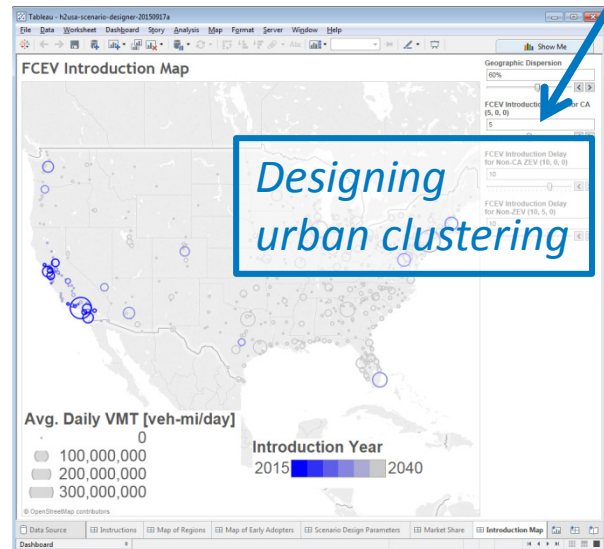 Tableau - h2usa-scenario-designer-20150917a
File Data Worksheet Dashboard Story Analysis Map Format Server Window Help
Abc
Show Me
FCEV Introduction Map
Geographic Dispersion
60%
FCEV Introduction or CA
(5, 0, 0)
5
FCEV Introduction Delay
for Non-CA ZEV (10, 0, 0)
10
FCEV Introduction Delay
for Non-ZEV (10, 5, 0)
10
Designing
urban clustering
Avg. Daily VMT [veh-mi/day]
0
100,000,000
200,000,000
300,000,000
Introduction Year
2015 2040
© OpenStreetMap contributors
Data Source Instructions Map of Regions Map of Early Adopters Scenario Design Parameters Market Share Introduction Map
Dashboard